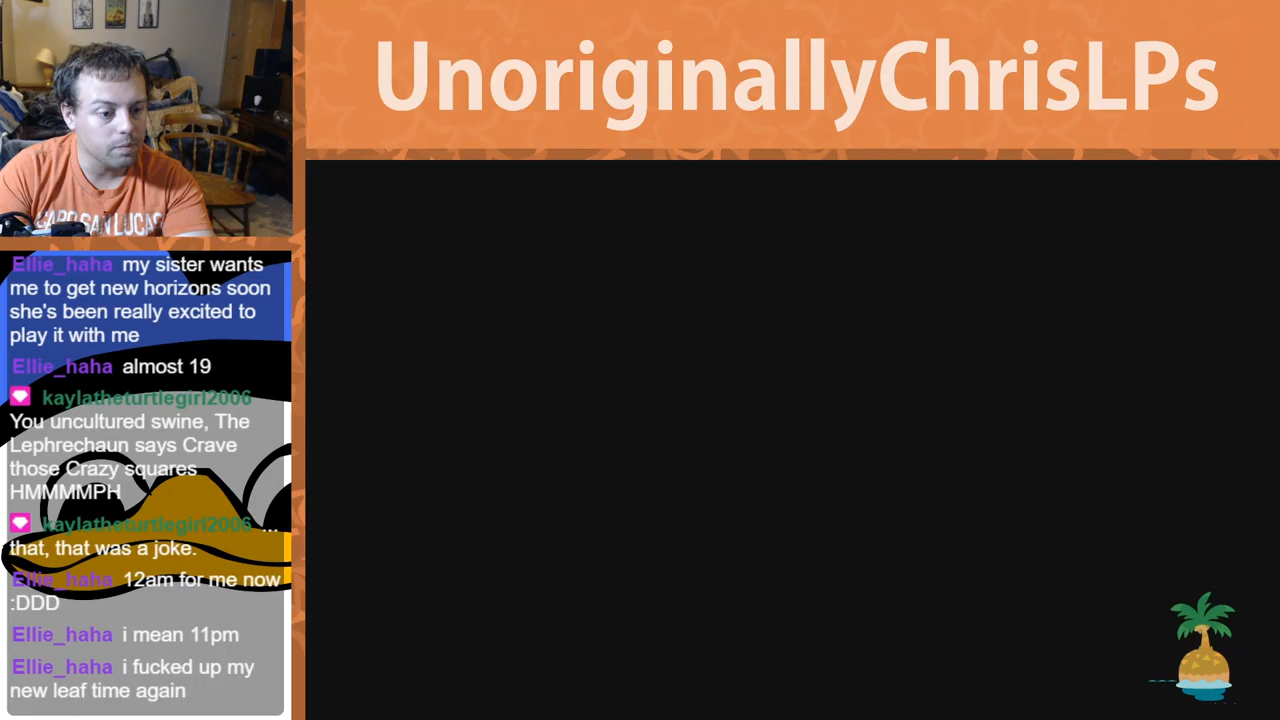 UnoriginallyChrisLPs
CABO SAN LUCAS
Ellie_haha my sister wants
me to get new horizons soon
she's been really excited to
play it with me
Ellie_haha almost 19
kaylatheturtlegirl2006
You uncultured swine, The
Lephrechaun says Crave
those Crazy squares
HMMMMPH
kaylatheturtlegirl2006 ...
that, that was a joke.
Ellie_haha 12am for me now
:DDD
Ellie_haha i mean 11pm
Ellie_haha i fucked up my
new leaf time again